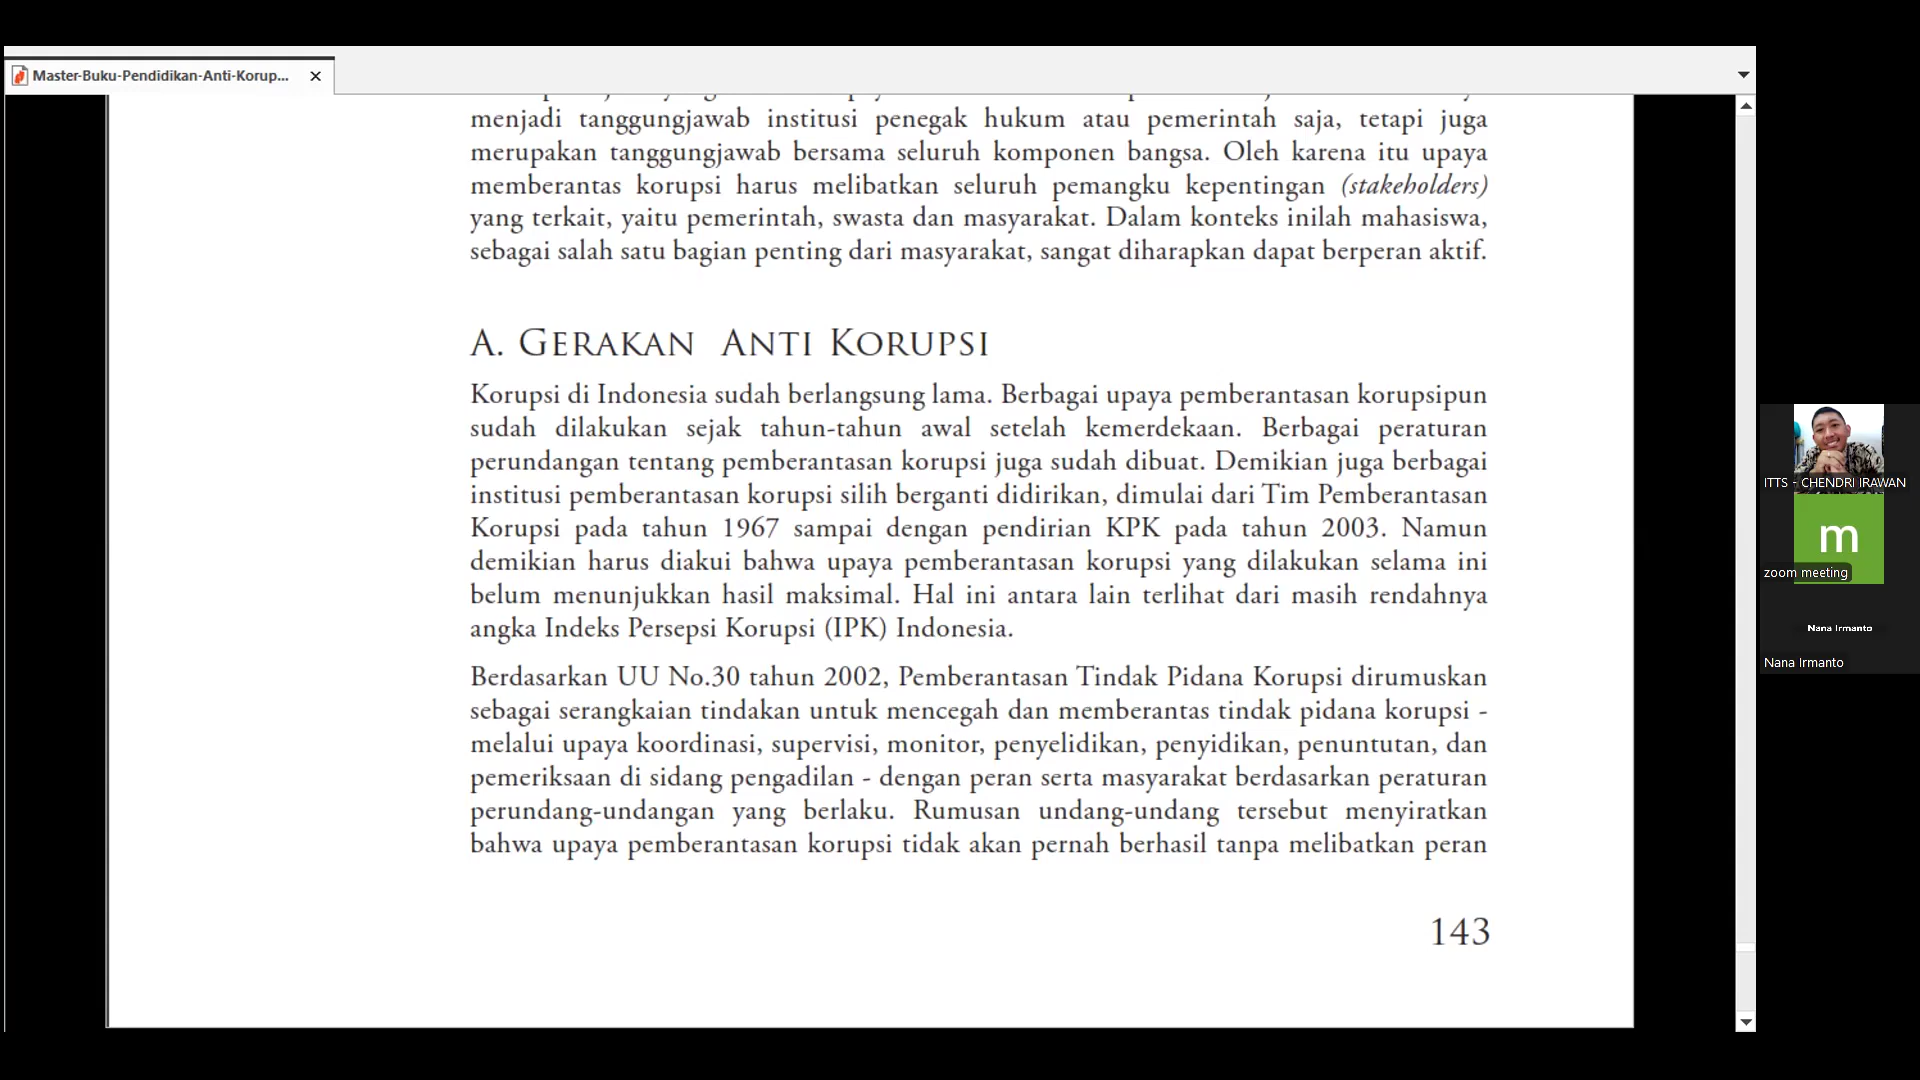 Master-Buku-Pendidikan-Anti-Korup...
menjadi tanggungjawab institusi penegak hukum atau pemerintah saja, tetapi juga
merupakan tanggungjawab bersama seluruh komponen bangsa. Oleh karena itu upaya
memberantas korupsi harus melibatkan seluruh pemangku kepentingan (stakeholders)
yang terkait, yaitu pemerintah, swasta dan masyarakat. Dalam konteks inilah mahasiswa,
sebagai salah satu bagian penting dari masyarakat, sangat diharapkan dapat berperan aktif.
A. GERAKAN ANTI KORUPSI
Korupsi di Indonesia sudah berlangsung lama. Berbagai upaya pemberantasan korupsipun
sudah dilakukan sejak tahun-tahun awal setelah kemerdekaan. Berbagai peraturan
perundangan tentang pemberantasan korupsi juga sudah dibuat. Demikian juga berbagai
institusi pemberantasan korupsi silih berganti didirikan, dimulai dari Tim Pemberantasan
Korupsi pada tahun 1967 sampai dengan pendirian KPK pada tahun 2003. Namun
demikian harus diakui bahwa upaya pemberantasan korupsi yang dilakukan selama ini
belum menunjukkan hasil maksimal. Hal ini antara lain terlihat dari masih rendahnya
angka Indeks Persepsi Korupsi (IPK) Indonesia.
Berdasarkan UU No.30 tahun 2002, Pemberantasan Tindak Pidana Korupsi dirumuskan
sebagai serangkaian tindakan untuk mencegah dan memberantas tindak pidana korupsi -
melalui upaya koordinasi, supervisi, monitor, penyelidikan, penyidikan, penuntutan, dan
pemeriksaan di sidang pengadilan - dengan peran serta masyarakat berdasarkan peraturan
perundang-undangan yang berlaku. Rumusan undang-undang tersebut menyiratkan
bahwa upaya pemberantasan korupsi tidak akan pernah berhasil tanpa melibatkan peran
143
ITTS - CHENDRI IRAWAN
m
zoom meeting
Nana Irmanto
Nana Irmanto